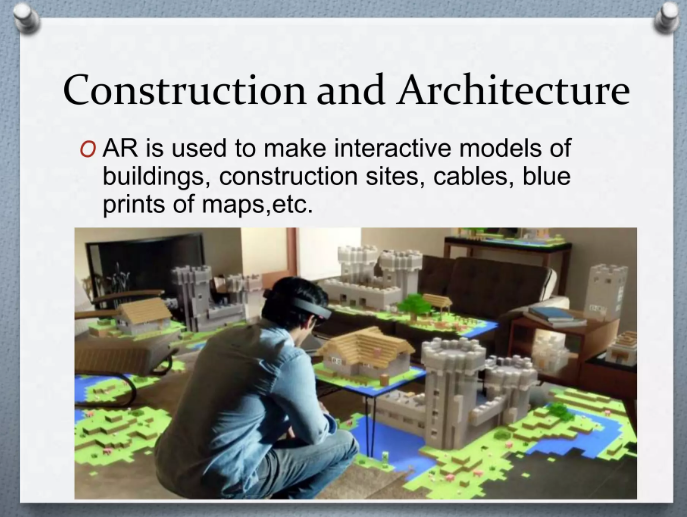 Construction and Architecture
O AR is used to make interactive models of
buildings, construction sites, cables, blue
prints of maps,etc.